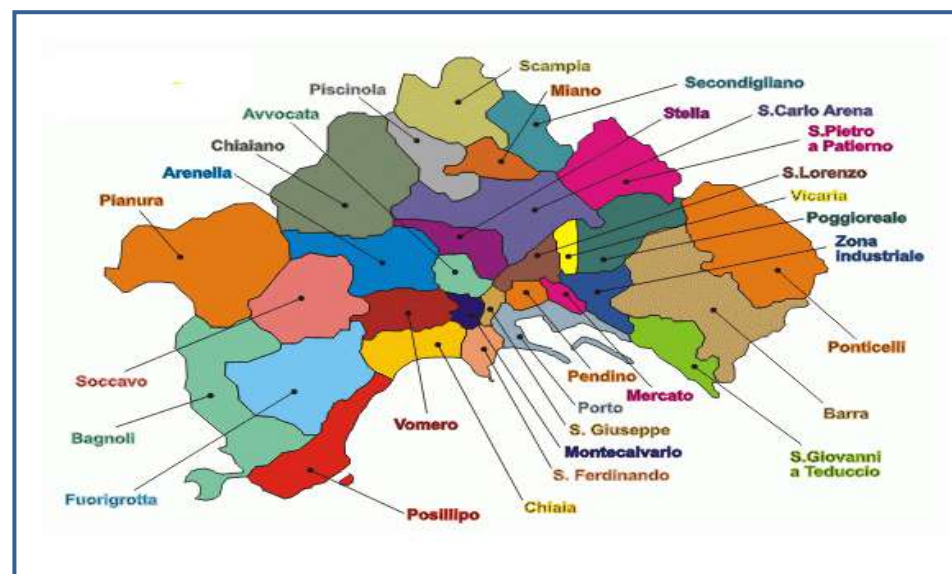 Scampia
Piscinola
Miano
Secondigliano
Avvocata
Stella
S.Carlo Arena
Chiaiano
S.Pietro
a Patierno
Arenella
S.Lorenzo
Pianura
Vicaria
Poggioreale
Zona
industriale
Soccavo
Pendino
Ponticelli
Mercato
Bagnoli
Vomero
Porto
Barra
S. Giuseppe
Montecalvario
S.Giovanni
a Teduccio
S. Ferdinando
Fuorigrotta
Posillipo
Chiaia